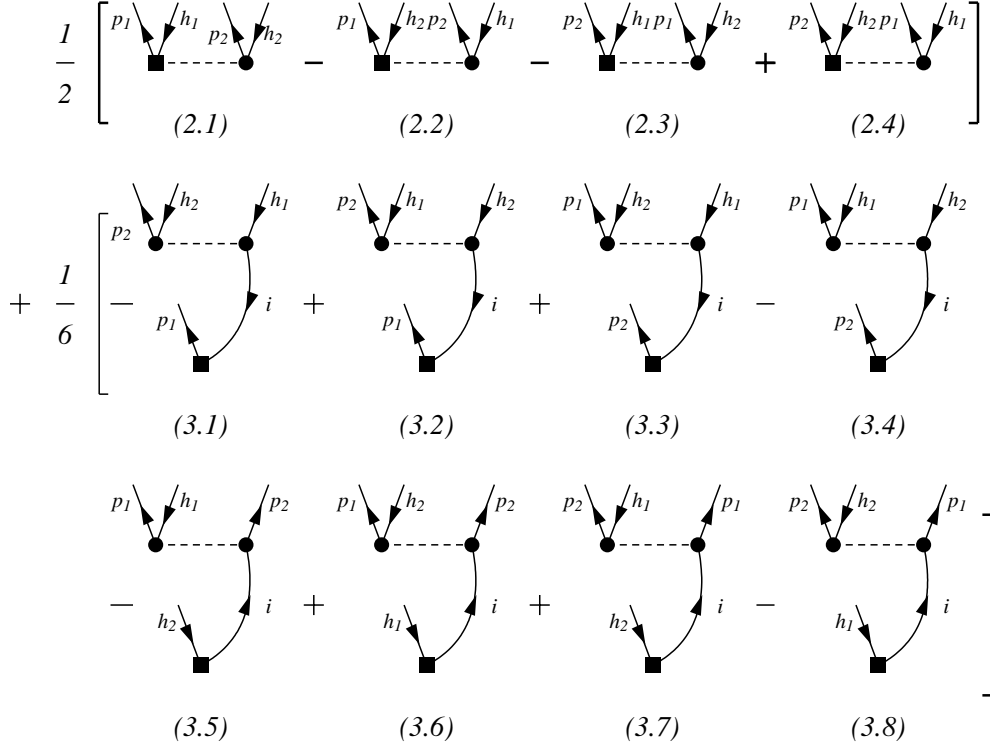 1/2 [ p1 h1 p2 h2 − p1 h2 p2 h1 − p2 h1 p1 h2 + p2 h2 p1 h1 ]
(2.1) (2.2) (2.3) (2.4)
h2 h1 p2 h1 h2 p1 h2 h1 p1 h1 h2
+ 1/6 [ p2
− i + i + i − i
p1 p1 p2 p2
(3.1) (3.2) (3.3) (3.4)
p1 h1 p2 p1 h2 p2 p2 h1 p1 p2 h2 p1
− i + i + i − i
h2 h1 h2 h1
(3.5) (3.6) (3.7) (3.8)